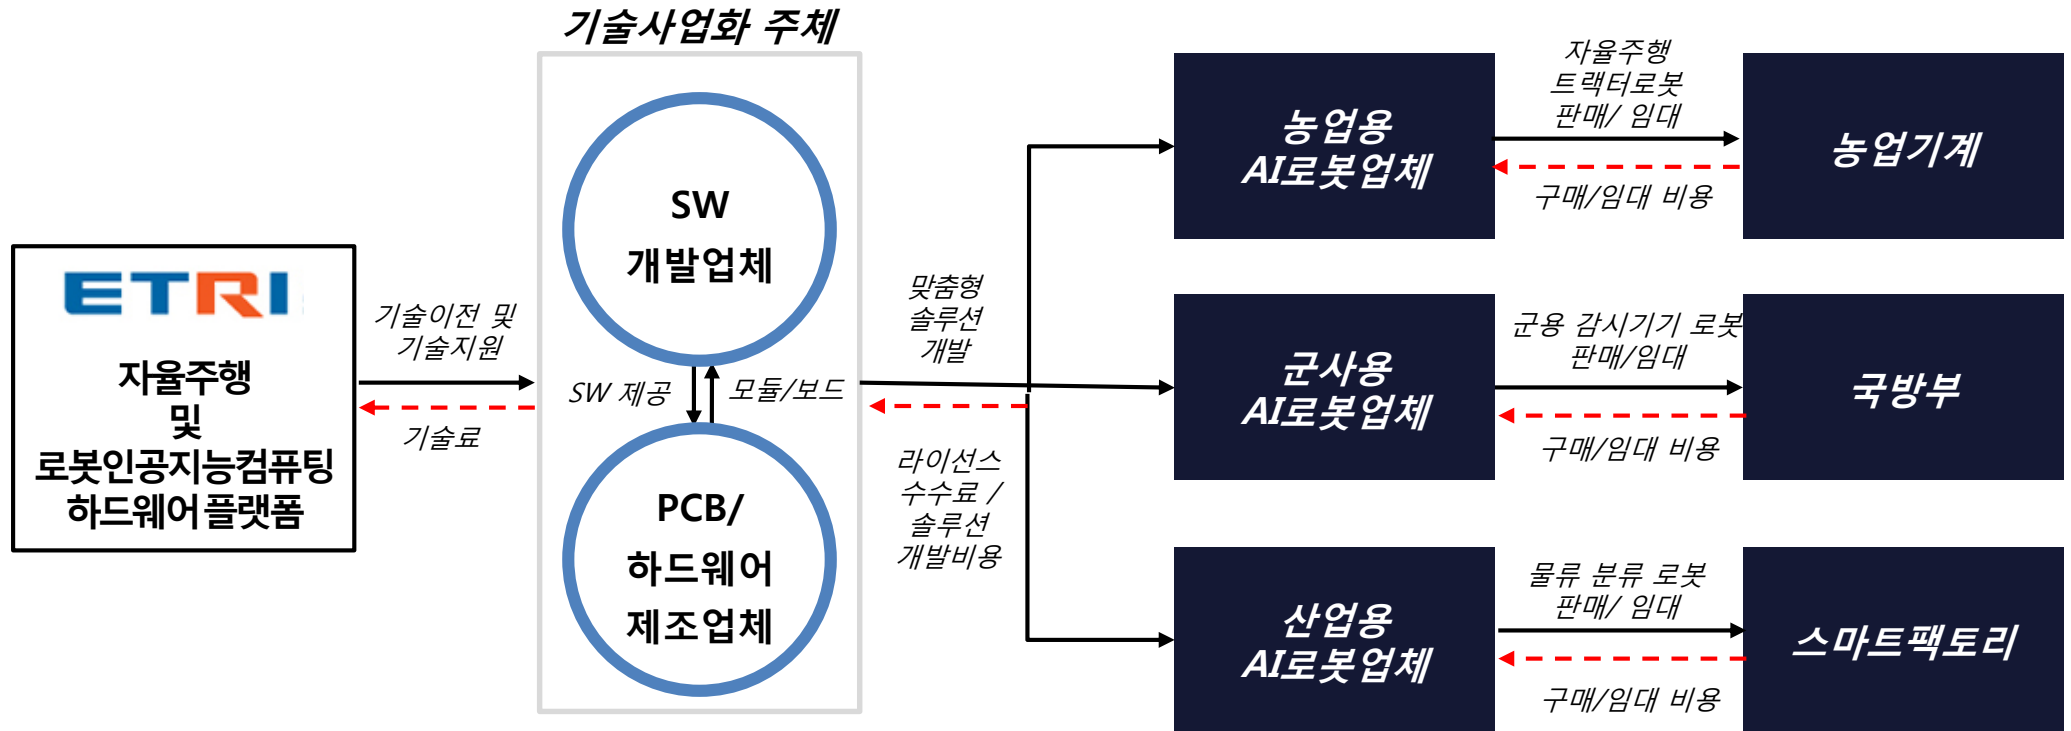 기술사업화 주체
ETRI
자율주행
및
로봇인공지능컴퓨팅
하드웨어 플랫폼
기술이전 및
기술지원
기술료
SW
개발업체
SW 제공
모듈/보드
PCB/
하드웨어
제조업체
맞춤형
솔루션
개발
라이선스
수수료 /
솔루션
개발비용
농업용
AI로봇업체
자율주행
트랙터로봇
판매/ 임대
구매/임대 비용
농업기계
군사용
AI로봇업체
군용 감시기기 로봇
판매/임대
구매/임대 비용
국방부
산업용
AI로봇업체
물류 분류 로봇
판매/ 임대
구매/임대 비용
스마트팩토리